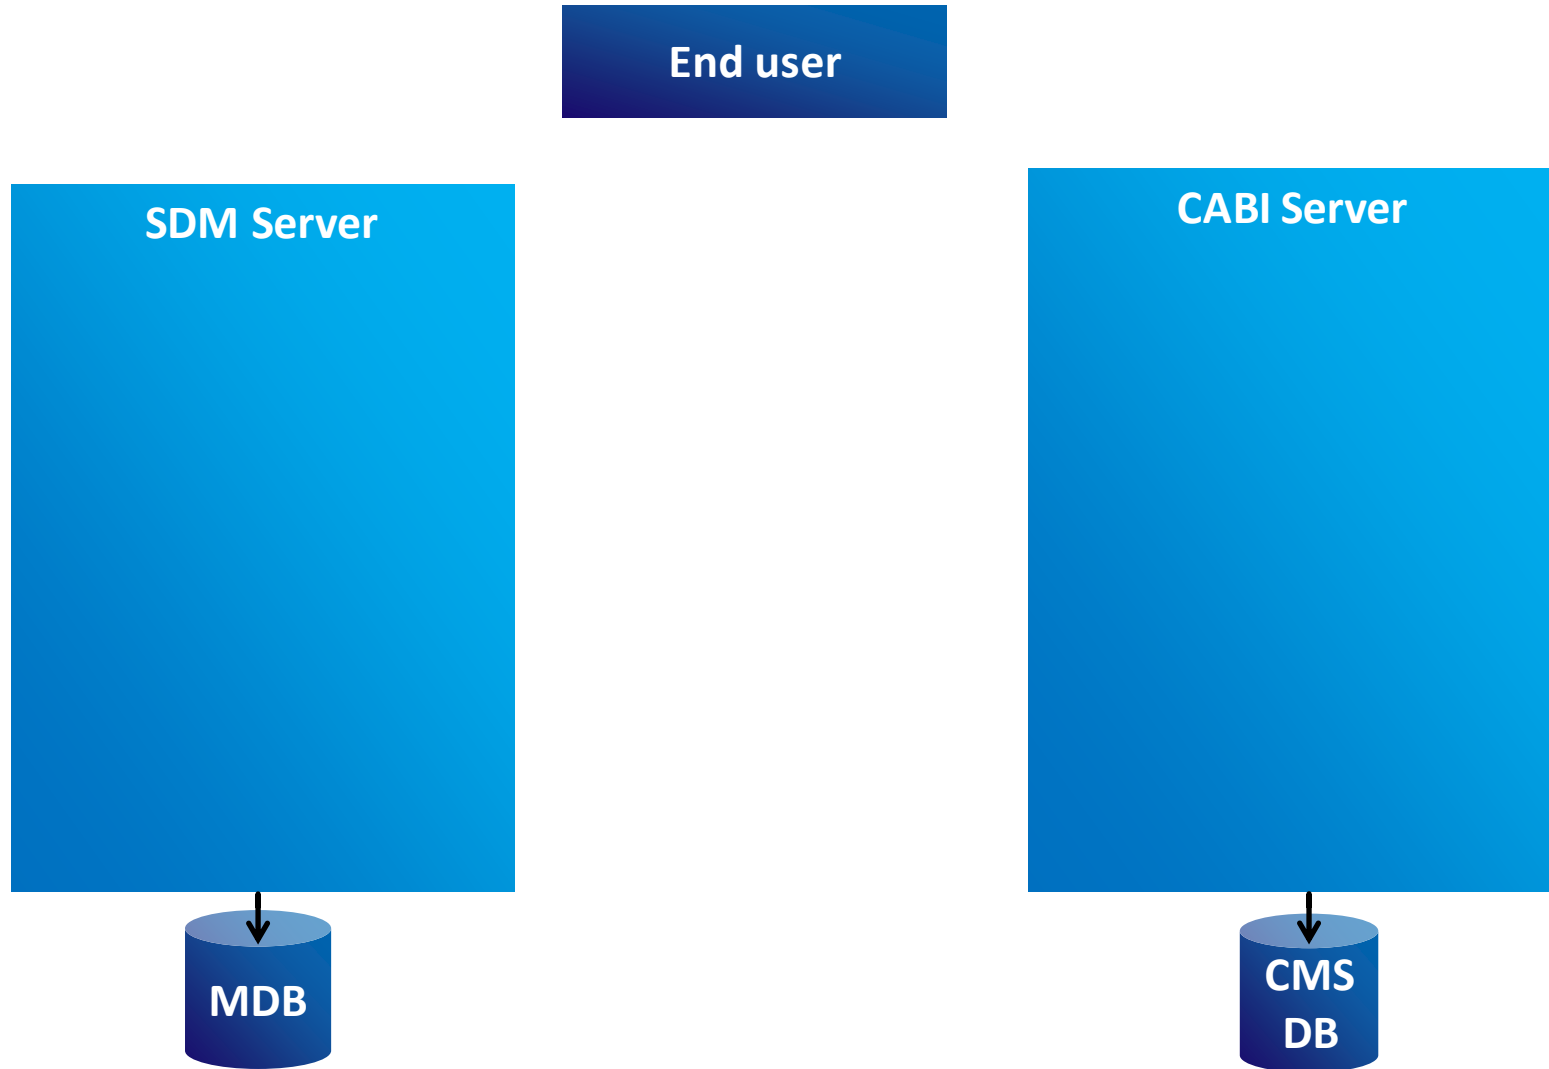 End user
SDM Server
CABI Server
MDB
CMS
DB